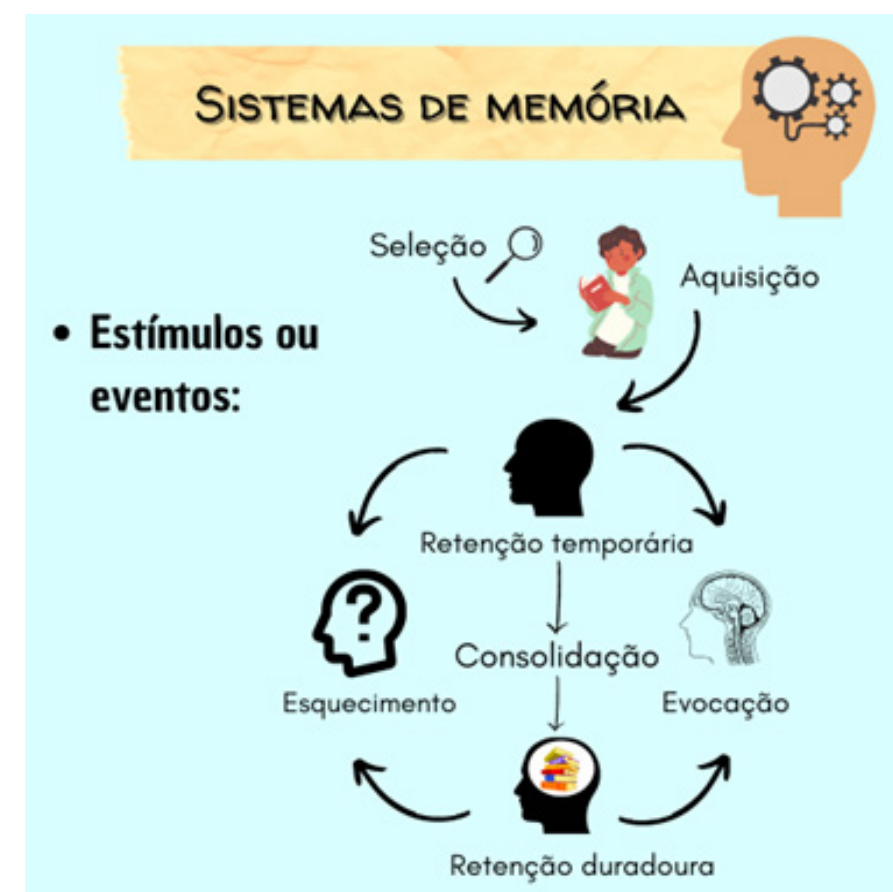 SISTEMAS DE MEMÓRIA
Seleção
Aquisição
• Estímulos ou
eventos:
Retenção temporária
?
Consolidação
Esquecimento
Evocação
Retenção duradoura